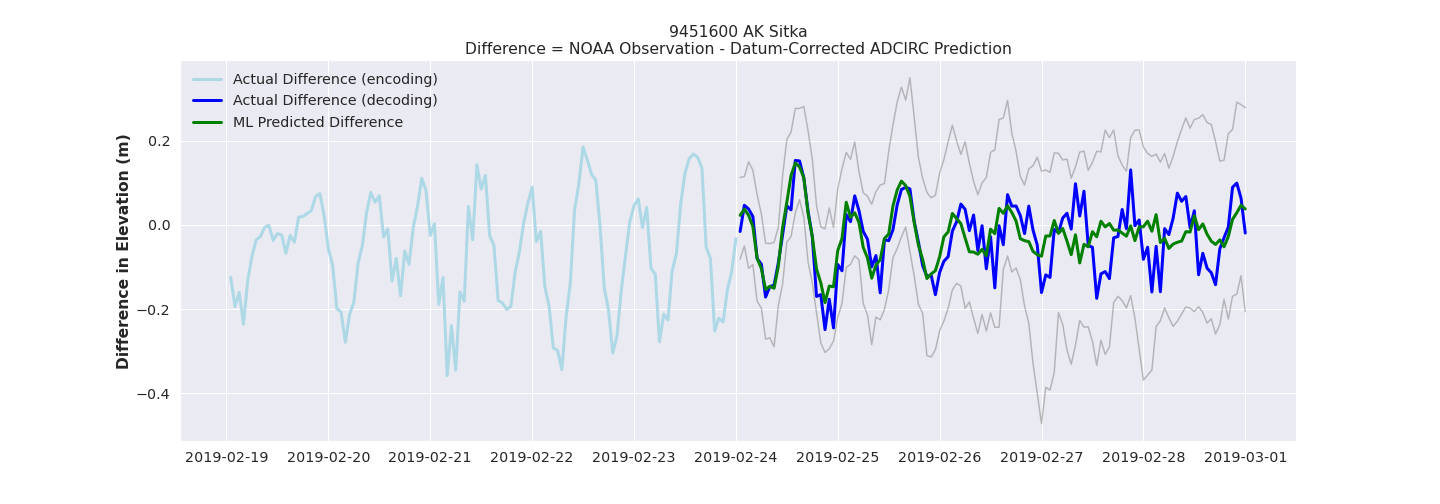 9451600 AK Sitka
Difference = NOAA Observation - Datum-Corrected ADCIRC Prediction
Actual Difference (encoding)
Actual Difference (decoding)
ML Predicted Difference
Difference in Elevation (m)
0.2
0.0
−0.2
−0.4
2019-02-19 2019-02-20 2019-02-21 2019-02-22 2019-02-23 2019-02-24 2019-02-25 2019-02-26 2019-02-27 2019-02-28 2019-03-01